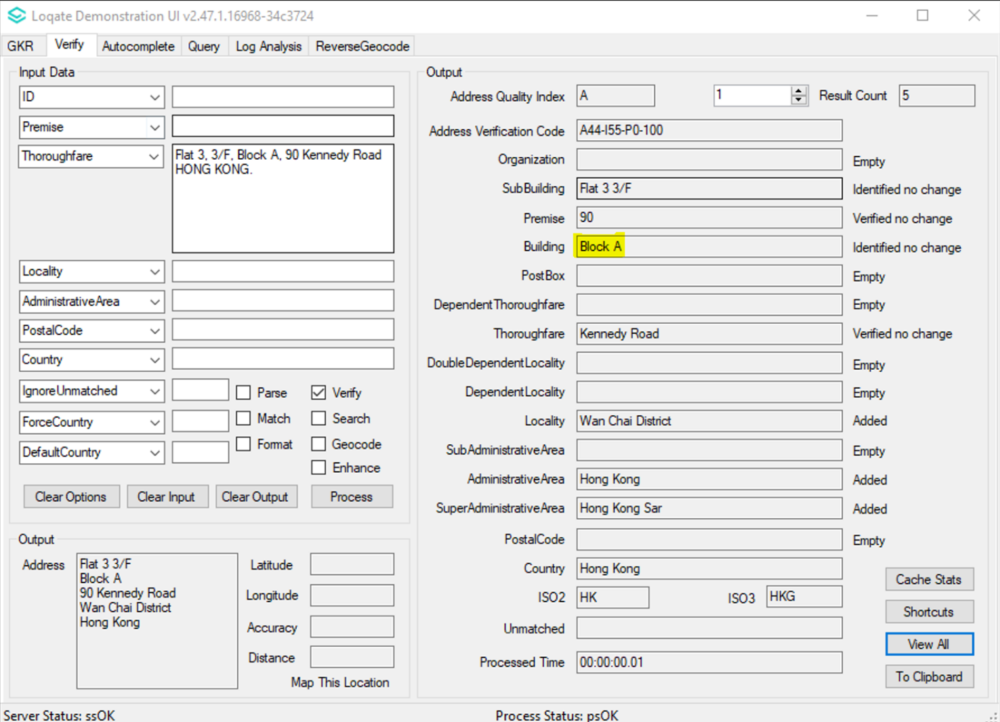 Loqate Demonstration UI v2.47.1.16968-34c3724
GKR Verify Autocomplete Query Log Analysis ReverseGeocode
Input Data
ID
Premise
Thoroughfare
Flat 3, 3/F, Block A, 90 Kennedy Road
HONG KONG.
Locality
AdministrativeArea
PostalCode
Country
IgnoreUnmatched
ForceCountry
DefaultCountry
Parse Verify
Match Search
Format Geocode
Enhance
Clear Options Clear Input Clear Output Process
Output
Address
Flat 3 3/F
Block A
90 Kennedy Road
Wan Chai District
Hong Kong
Latitude
Longitude
Accuracy
Distance
Map This Location
Output
Address Quality Index A 1 Result Count 5
Address Verification Code A44-I55-P0-100
Organization Empty
SubBuilding Flat 3 3/F Identified no change
Premise 90 Verified no change
Building Block A Identified no change
PostBox Empty
DependentThoroughfare Empty
Thoroughfare Kennedy Road Verified no change
DoubleDependentLocality Empty
DependentLocality Empty
Locality Wan Chai District Added
SubAdministrativeArea Empty
AdministrativeArea Hong Kong Added
SuperAdministrativeArea Hong Kong Sar Added
PostalCode Empty
Country Hong Kong
ISO2 HK ISO3 HKG
Unmatched
Processed Time 00:00:00.01
Cache Stats
Shortcuts
View All
To Clipboard
Server Status: ssOK Process Status: psOK